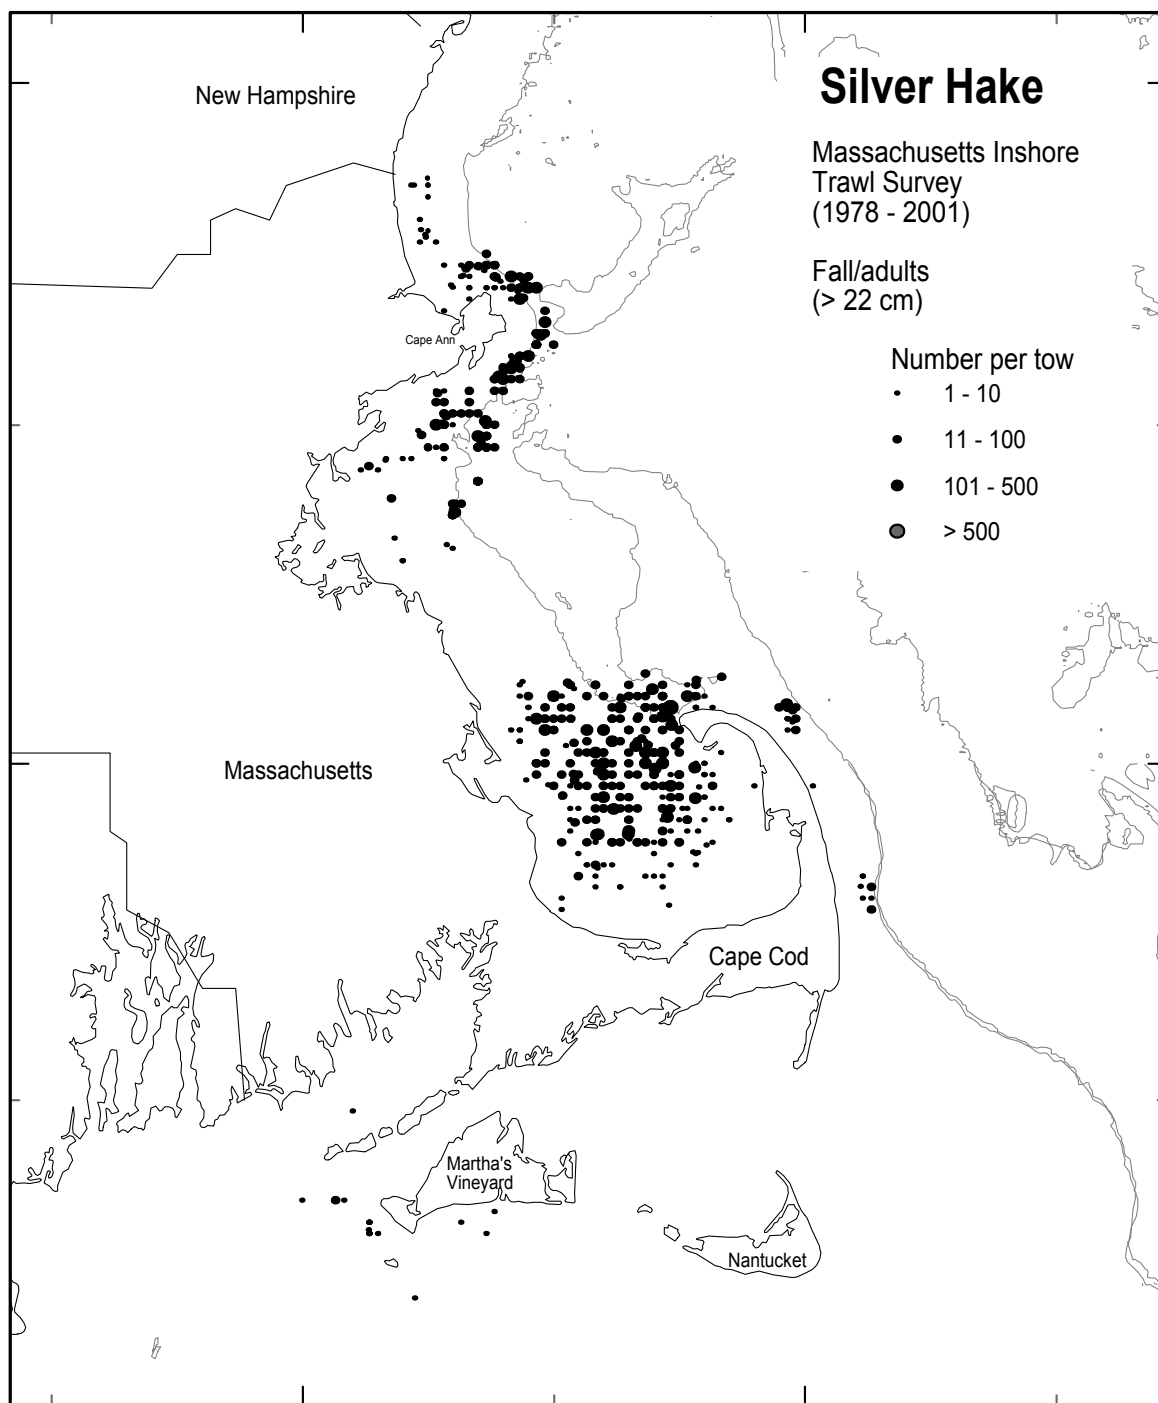 Silver Hake
New Hampshire
Massachusetts Inshore
Trawl Survey
(1978 - 2001)
Fall/adults
(> 22 cm)
Cape Ann
Number per tow
1 - 10
11 - 100
101 - 500
> 500
Massachusetts
Cape Cod
Martha's
Vineyard
Nantucket